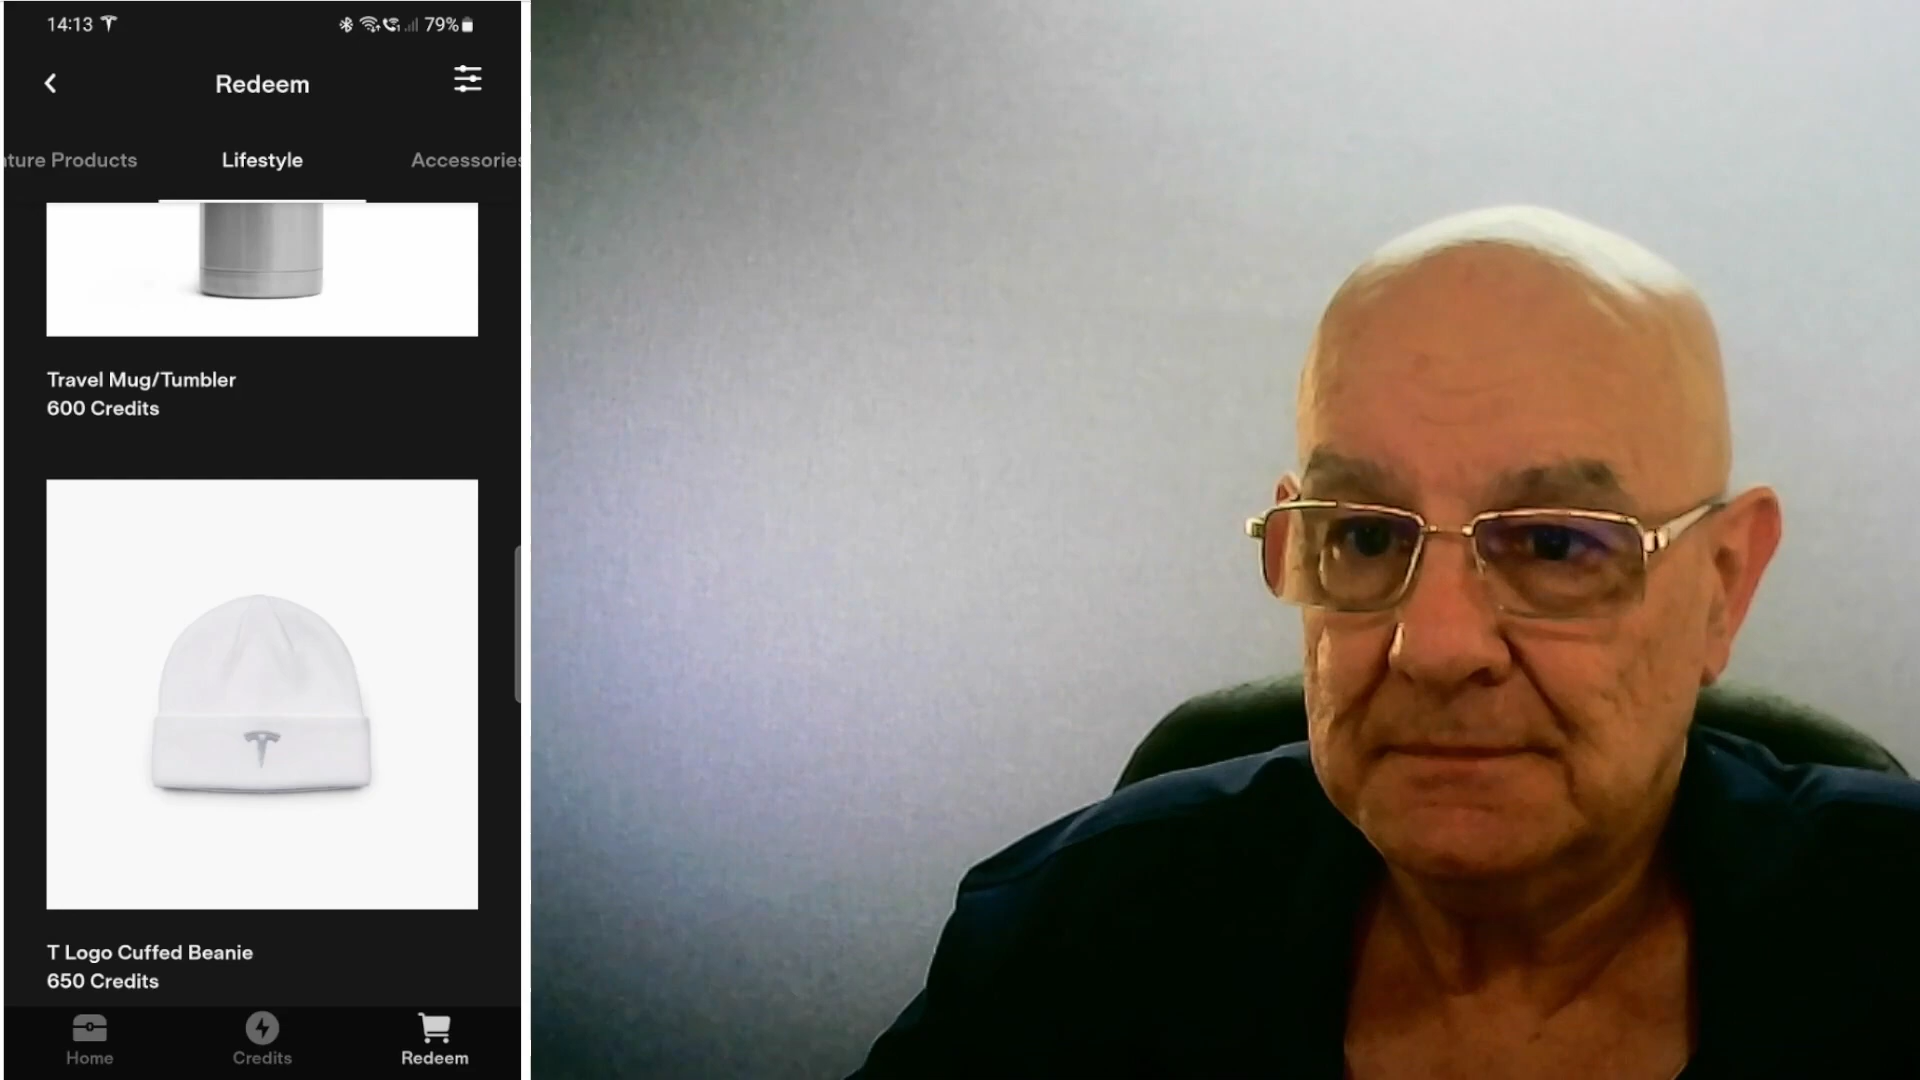 14:13
79%
Redeem
ture Products
Lifestyle
Accessories
Travel Mug/Tumbler
600 Credits
T Logo Cuffed Beanie
650 Credits
Home
Credits
Redeem